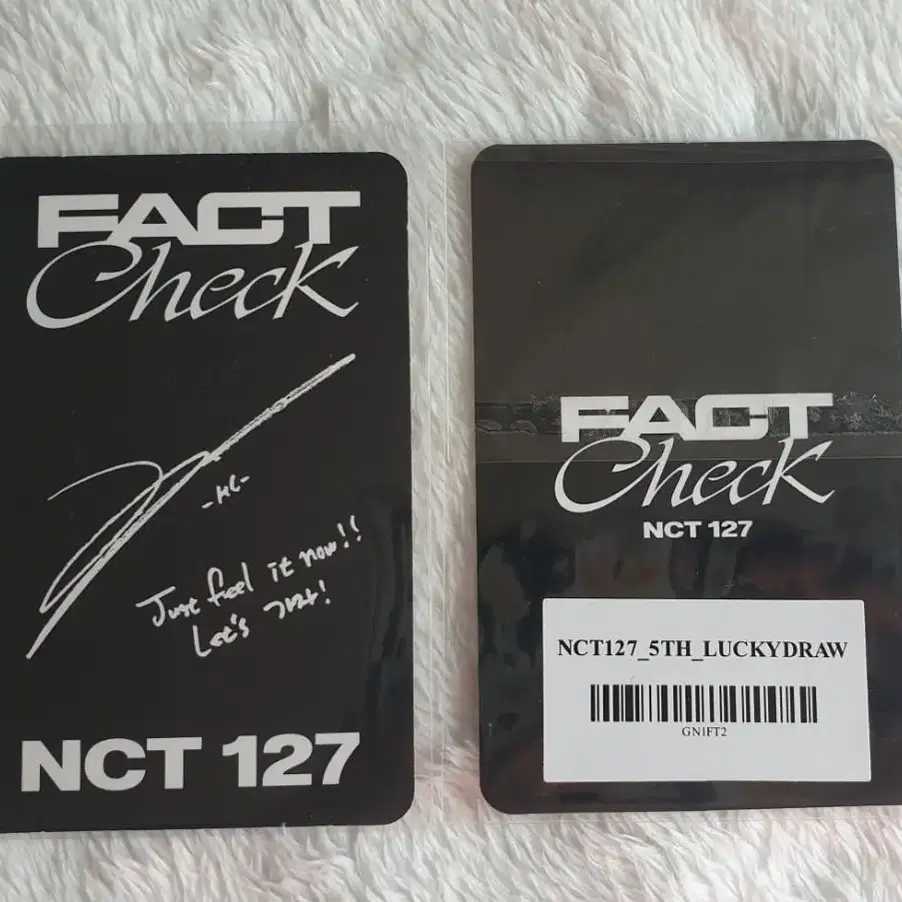 FACT
Check
-HC-
Just feel it now!!
Let's 가자!
NCT 127
FACT
Check
NCT 127
NCT127_5TH_LUCKYDRAW
GN1FT2